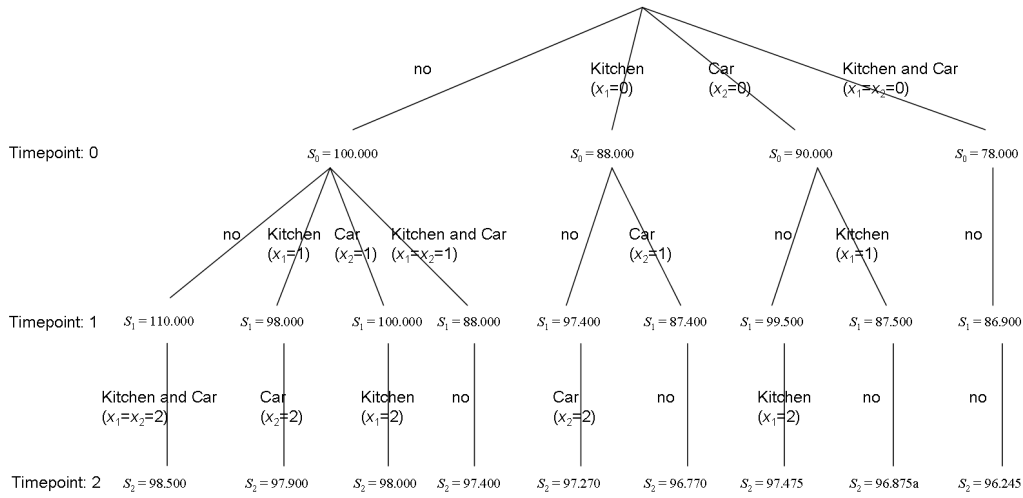 no Kitchen Car Kitchen and Car
(x₁=0) (x₂=0) (x₁=x₂=0)
Timepoint: 0 S₀ = 100.000 S₀ = 88.000 S₀ = 90.000 S₀ = 78.000
no Kitchen Car Kitchen and Car no Car no Kitchen no
(x₁=1) (x₂=1) (x₁=x₂=1) (x₂=1) (x₁=1)
Timepoint: 1 S₁ = 110.000 S₁ = 98.000 S₁ = 100.000 S₁ = 88.000 S₁ = 97.400 S₁ = 87.400 S₁ = 99.500 S₁ = 87.500 S₁ = 86.900
Kitchen and Car Car Kitchen no Car no Kitchen no no
(x₁=x₂=2) (x₂=2) (x₁=2) (x₂=2) (x₁=2)
Timepoint: 2 S₂ = 98.500 S₂ = 97.900 S₂ = 98.000 S₂ = 97.400 S₂ = 97.270 S₂ = 96.770 S₂ = 97.475 S₂ = 96.875a S₂ = 96.245